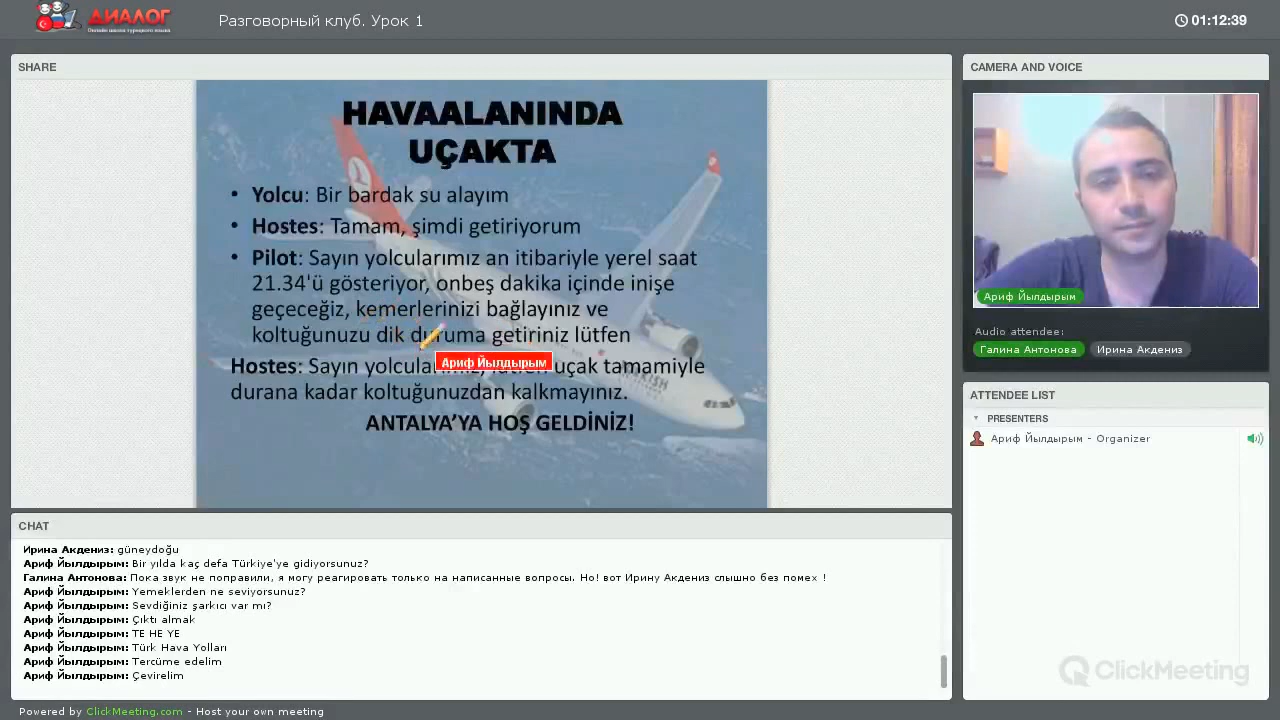 ДИАЛОГ
Онлайн школа турецкого языка
Разговорный клуб. Урок 1
01:12:39
SHARE
HAVAALANINDA
UÇAKTA
• Yolcu: Bir bardak su alayım
• Hostes: Tamam, şimdi getiriyorum
• Pilot: Sayın yolcularımız an itibariyle yerel saat
21.34'ü gösteriyor, onbeş dakika içinde inişe
geçeceğiz, kemerlerinizi bağlayınız ve
koltuğunuzu dik duruma getiriniz lütfen
Ариф Йылдырым
Hostes: Sayın yolcularımız, lütfen uçak tamamiyle
durana kadar koltuğunuzdan kalkmayınız.
ANTALYA’YA HOŞ GELDİNİZ!
CAMERA AND VOICE
Ариф Йылдырым
Audio attendee:
Галина Антонова Ирина Акдениз
ATTENDEE LIST
PRESENTERS
Ариф Йылдырым - Organizer
CHAT
Ирина Акдениз: güneydoğu
Ариф Йылдырым: Bir yılda kaç defa Türkiye'ye gidiyorsunuz?
Галина Антонова: Пока звук не поправили, я могу реагировать только на написанные вопросы. Но! вот Ирину Акдениз слышно без помех !
Ариф Йылдырым: Yemeklerden ne seviyorsunuz?
Ариф Йылдырым: Sevdiğiniz şarkıcı var mı?
Ариф Йылдырым: Çıktı almak
Ариф Йылдырым: TE HE YE
Ариф Йылдырым: Türk Hava Yolları
Ариф Йылдырым: Tercüme edelim
Ариф Йылдырым: Çevirelim
ClickMeeting
Powered by ClickMeeting.com - Host your own meeting